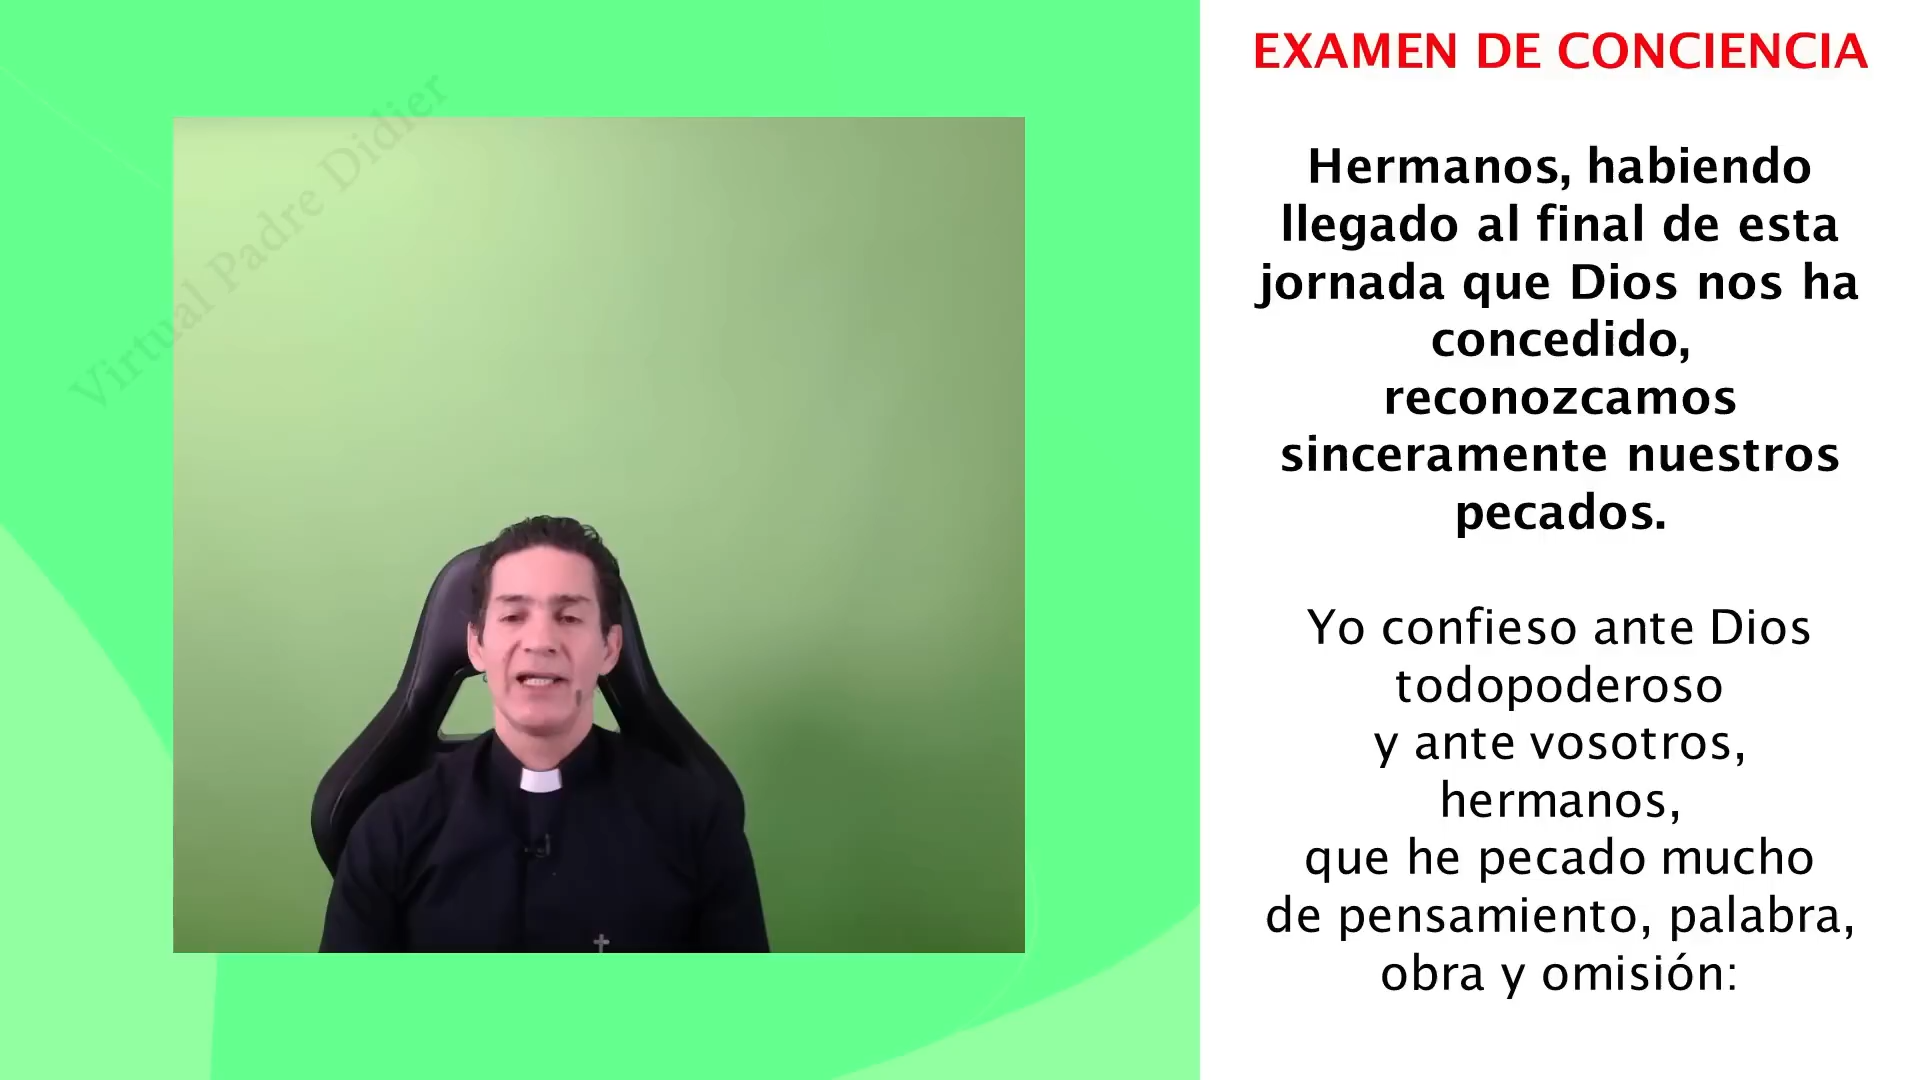 Virtual Padre Didier
EXAMEN DE CONCIENCIA
Hermanos, habiendo
llegado al final de esta
jornada que Dios nos ha
concedido,
reconozcamos
sinceramente nuestros
pecados.
Yo confieso ante Dios
todopoderoso
y ante vosotros,
hermanos,
que he pecado mucho
de pensamiento, palabra,
obra y omisión: